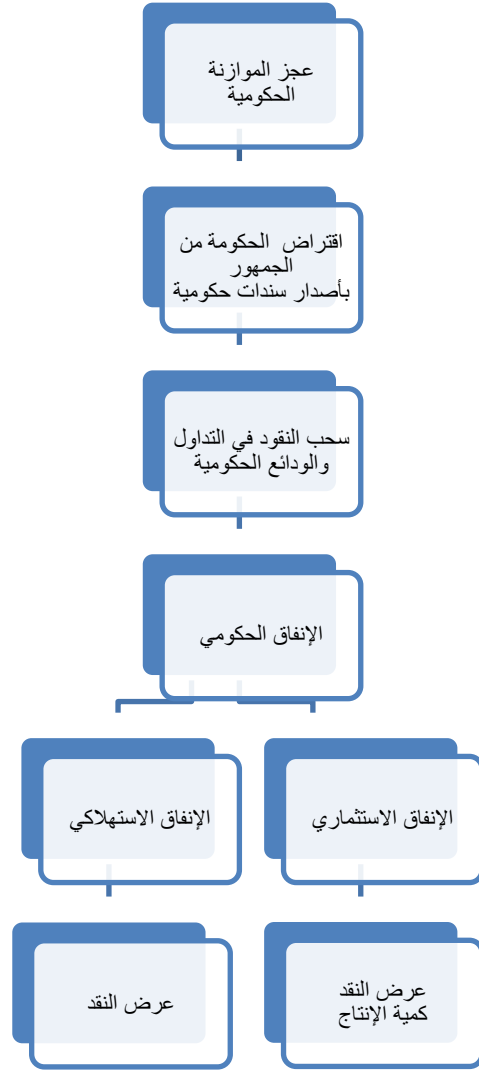 عجز الموازنة
الحكومية
اقتراض الحكومة من
الجمهور
بأصدار سندات حكومية
سحب النقود في التداول
والودائع الحكومية
الإنفاق الحكومي
الإنفاق الاستثماري
الإنفاق الاستهلاكي
عرض النقد
كمية الإنتاج
عرض النقد